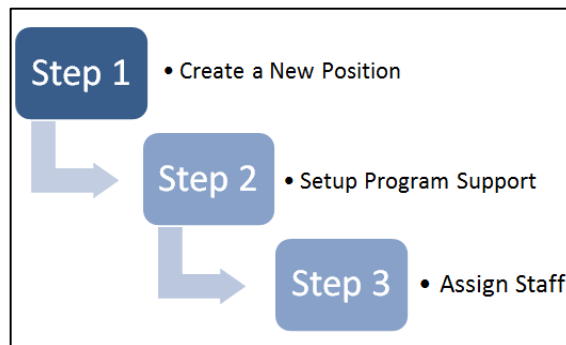 Step 1 • Create a New Position
Step 2 • Setup Program Support
Step 3 • Assign Staff